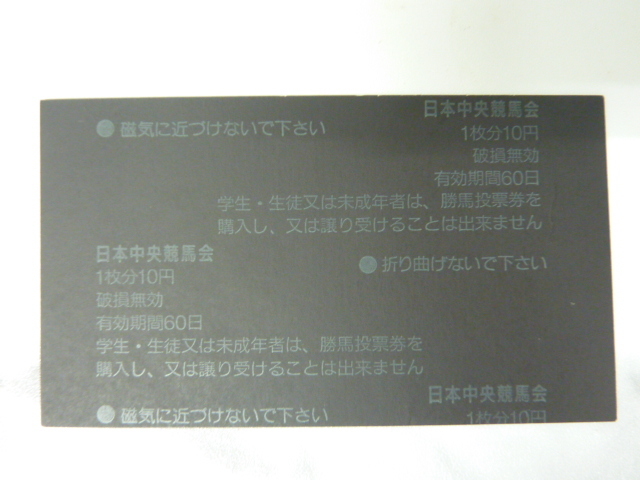 日本中央競馬会
●磁気に近づけないで下さい
1枚分10円
破損無効
有効期間60日
学生・生徒又は未成年者は、勝馬投票券を
購入し、又は譲り受けることは出来ません
日本中央競馬会
●折り曲げないで下さい
1枚分10円
破損無効
有効期間60日
学生・生徒又は未成年者は、勝馬投票券を
購入し、又は譲り受けることは出来ません
日本中央競馬会
●磁気に近づけないで下さい
1枚分10円